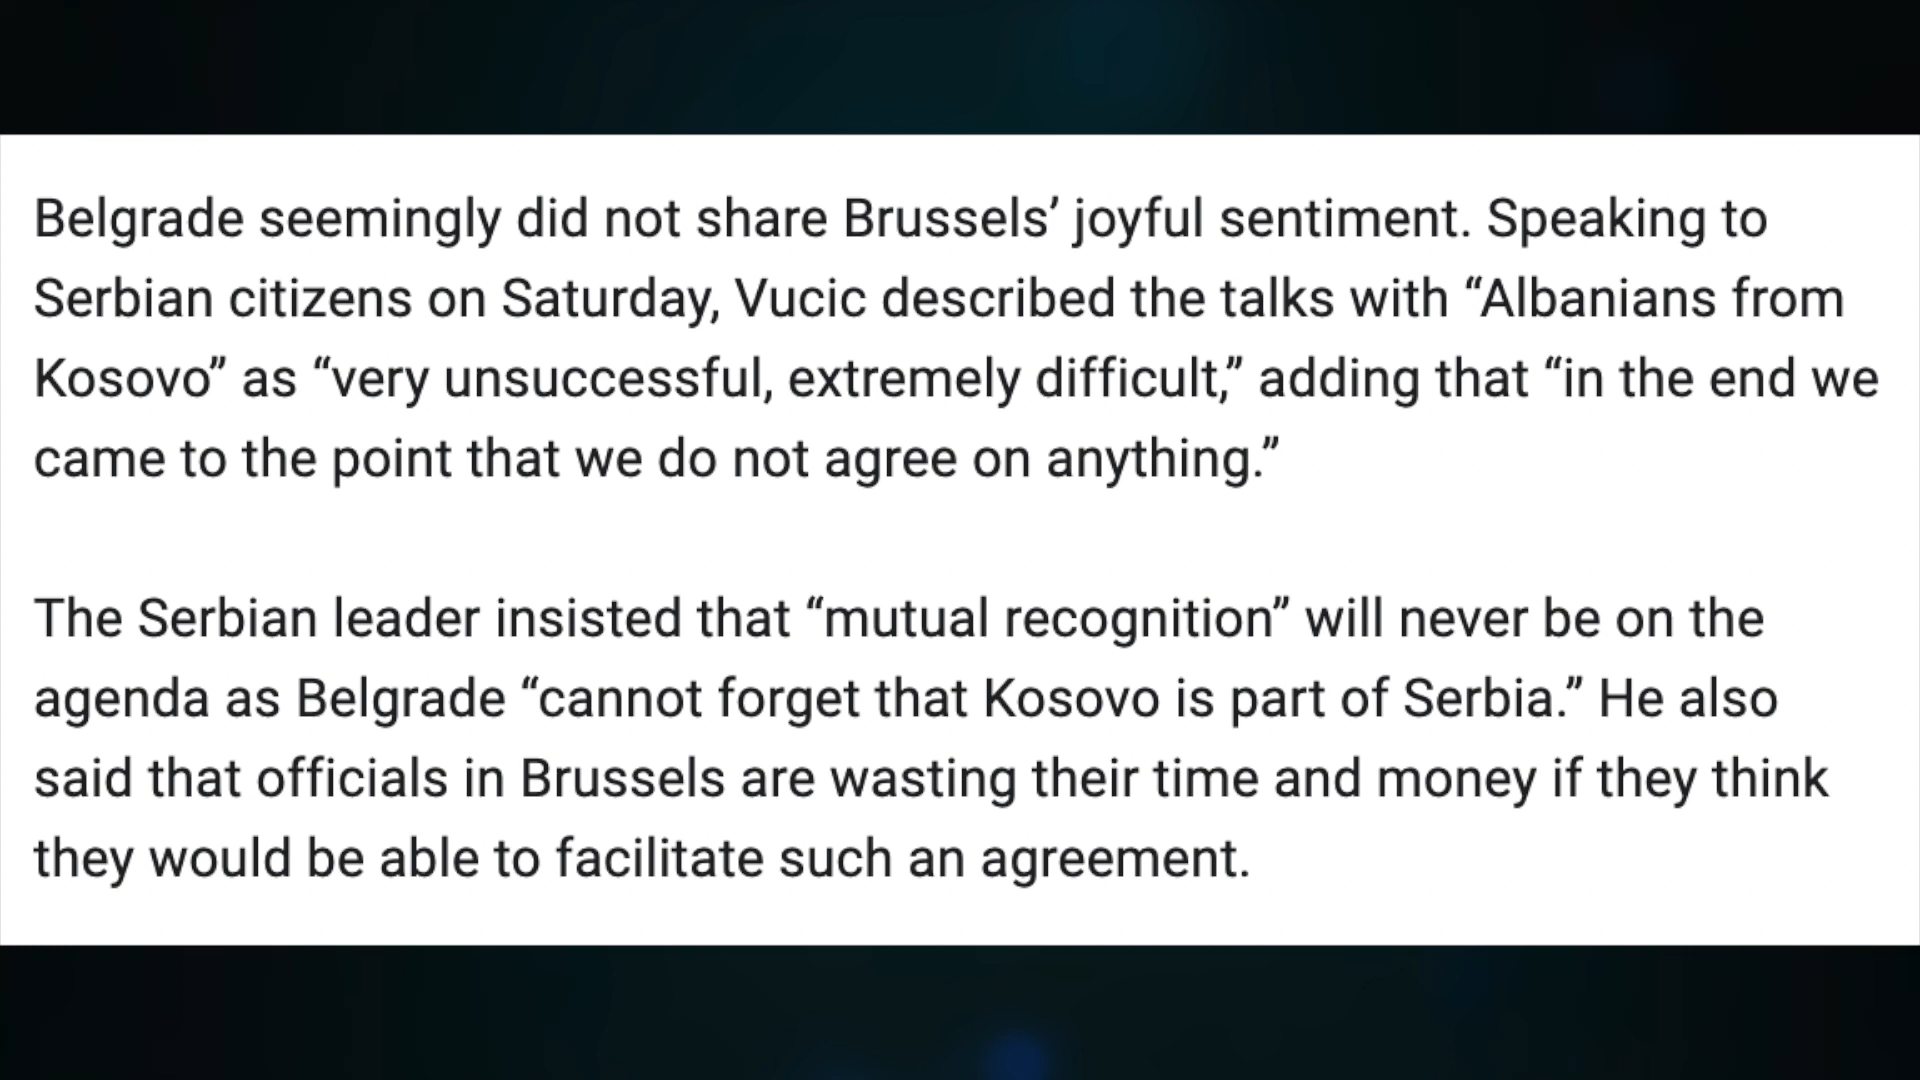 Belgrade seemingly did not share Brussels’ joyful sentiment. Speaking to
Serbian citizens on Saturday, Vucic described the talks with “Albanians from
Kosovo” as “very unsuccessful, extremely difficult,” adding that “in the end we
came to the point that we do not agree on anything.”
The Serbian leader insisted that “mutual recognition” will never be on the
agenda as Belgrade “cannot forget that Kosovo is part of Serbia.” He also
said that officials in Brussels are wasting their time and money if they think
they would be able to facilitate such an agreement.